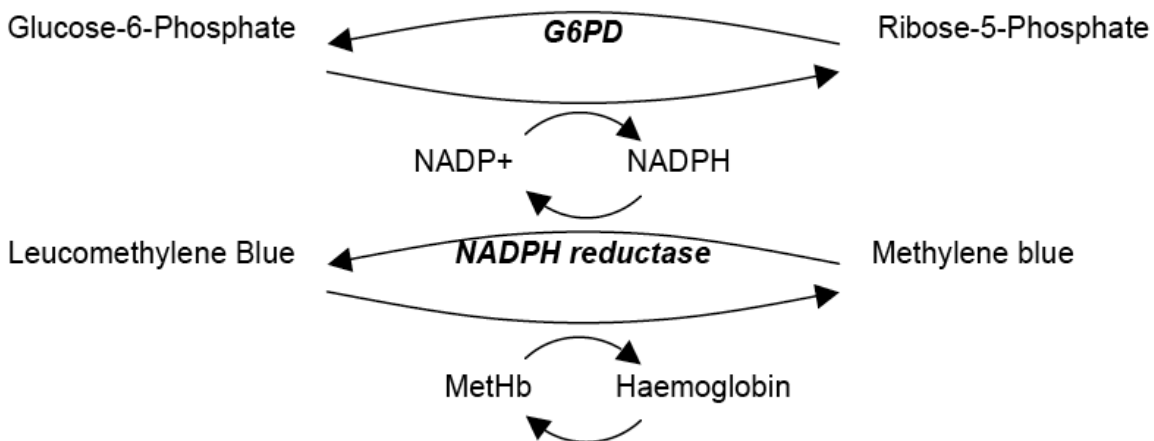 Glucose-6-Phosphate G6PD Ribose-5-Phosphate
NADP+ NADPH
Leucomethylene Blue NADPH reductase Methylene blue
MetHb Haemoglobin